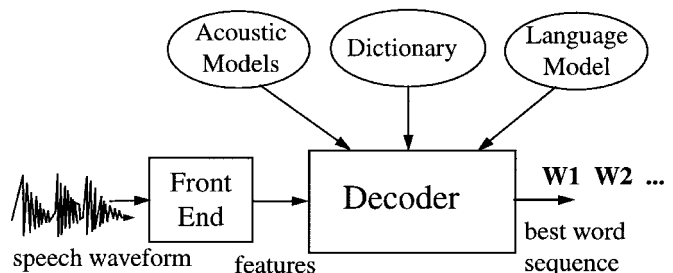 Acoustic
Models
Dictionary
Language
Model
Front
End
Decoder
W1 W2 ...
speech waveform
features
best word
sequence